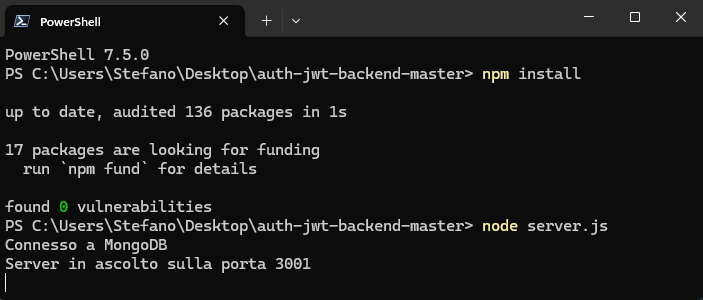 PowerShell
PowerShell 7.5.0
PS C:\Users\Stefano\Desktop\auth-jwt-backend-master> npm install
up to date, audited 136 packages in 1s
17 packages are looking for funding
  run `npm fund` for details
found 0 vulnerabilities
PS C:\Users\Stefano\Desktop\auth-jwt-backend-master> node server.js
Connesso a MongoDB
Server in ascolto sulla porta 3001